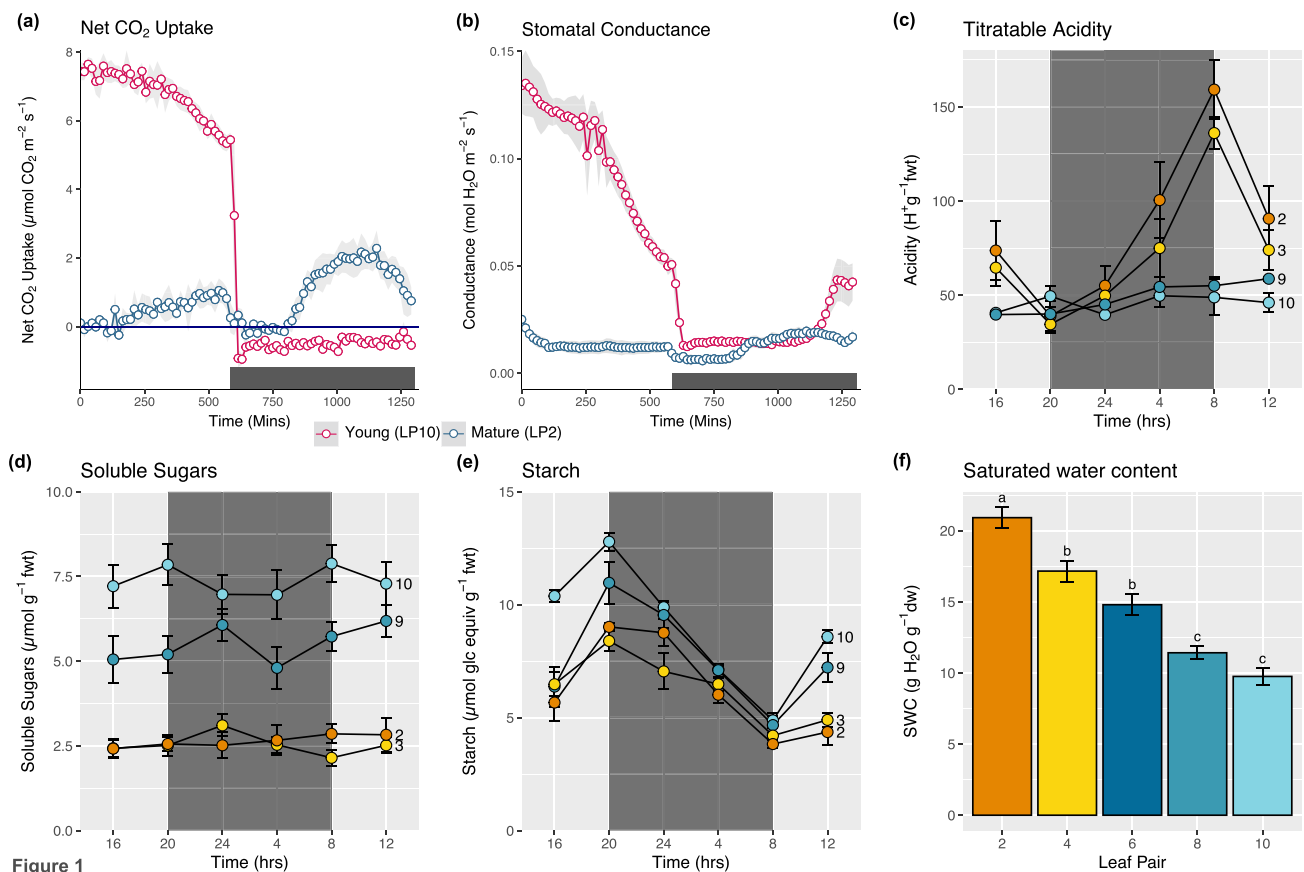 (a)
Net CO₂ Uptake
Net CO₂ Uptake (µmol CO₂ m⁻² s⁻¹)
8
6
4
2
0
0 250 500 750 1000 1250
Time (Mins)
(b)
Stomatal Conductance
Conductance (mol H₂O m⁻² s⁻¹)
0.15
0.10
0.05
0.00
0 250 500 750 1000 1250
Time (Mins)
Young (LP10) Mature (LP2)
(c)
Titratable Acidity
Acidity (H⁺g⁻¹fwt)
150
100
50
0
2
3
9
10
16 20 24 4 8 12
Time (hrs)
(d)
Soluble Sugars
Soluble Sugars (µmol g⁻¹ fwt)
10.0
7.5
5.0
2.5
0.0
10
9
2
3
16 20 24 4 8 12
Time (hrs)
(e)
Starch
Starch (µmol glc equiv g⁻¹ fwt)
15
10
5
0
10
9
3
2
16 20 24 4 8 12
Time (hrs)
(f)
Saturated water content
SWC (g H₂O g⁻¹dw)
20
15
10
5
0
a
b
b
c
c
2 4 6 8 10
Leaf Pair
Figure 1